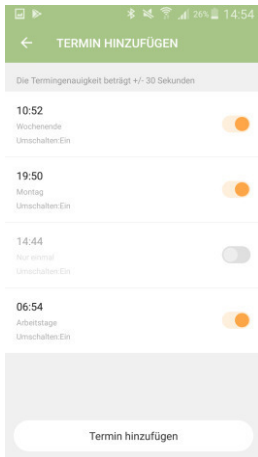 26% 14:54
TERMIN HINZUFÜGEN
Die Termingenauigkeit beträgt +/- 30 Sekunden
10:52
Wochenende
Umschalten:Ein
19:50
Montag
Umschalten:Ein
14:44
Nur einmal
Umschalten:Ein
06:54
Arbeitstage
Umschalten:Ein
Termin hinzufügen